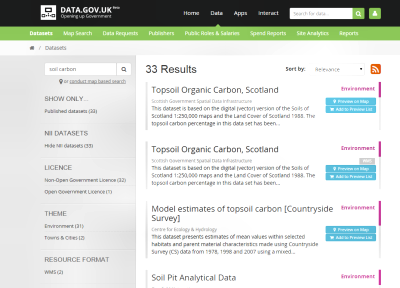 DATA.GOV.UK Beta
Opening up Government
Home Data Apps Interact
Search for data
Datasets Map Search Data Requests Publishers Public Roles & Salaries Spend Reports Site Analytics Reports
/ Datasets
soil carbon
or conduct map based search
SHOW ONLY...
Published datasets (33)
NII DATASETS
Hide NII datasets (33)
LICENCE
Non-Open Government Licence (32)
Open Government Licence (1)
THEME
Environment (31)
Towns & Cities (2)
RESOURCE FORMAT
WMS (2)
33 Results
Sort by: Relevance
Topsoil Organic Carbon, Scotland
Environment
Scottish Government Spatial Data Infrastructure
Preview on Map
This dataset is based on the digital (vector) version of the Soils of
Add to Preview List
Scotland 1:250,000 maps and the Land Cover of Scotland 1988. The
topsoil carbon percentage in this data set has been...
Topsoil Organic Carbon, Scotland
Environment
Scottish Government Spatial Data Infrastructure
This dataset is based on the digital (vector) version of the Soils of
Preview on Map
Scotland 1:250,000 maps and the Land Cover of Scotland 1988. The
Add to Preview List
topsoil carbon percentage in this data set has been...
Model estimates of topsoil carbon [Countryside
Survey]
Environment
Centre for Ecology & Hydrology
Preview on Map
This dataset presents estimates of mean values within selected
Add to Preview List
habitats and parent material characteristics made using Countryside
Survey (CS) data from 1978, 1998 and 2007 using a mixed...
Soil Pit Analytical Data
Environment